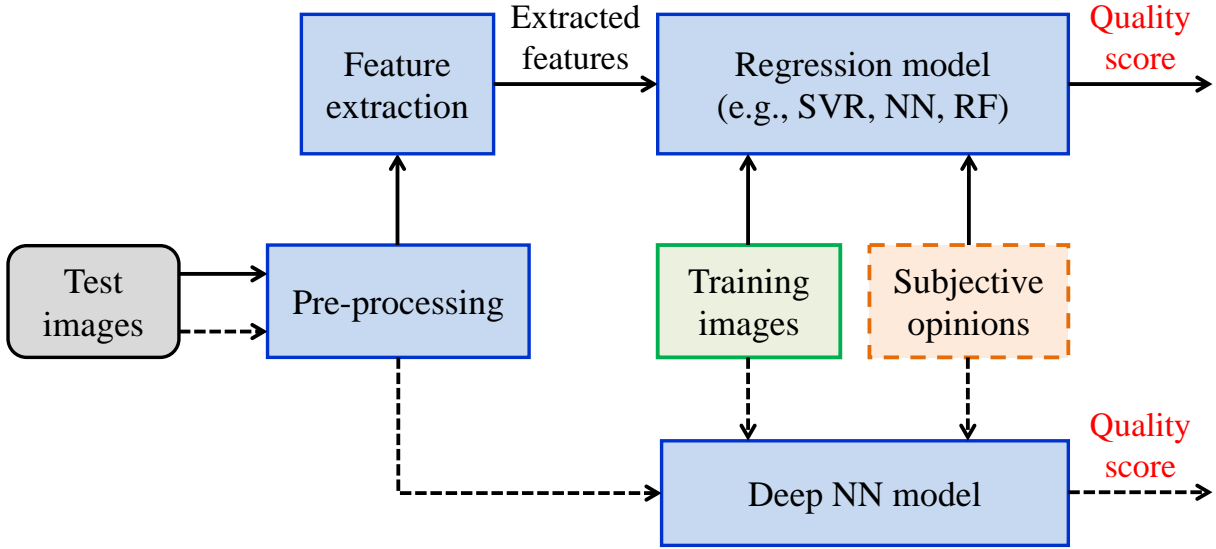 Feature
extraction
Extracted
features
Regression model
(e.g., SVR, NN, RF)
Quality
score
Test
images
Pre-processing
Training
images
Subjective
opinions
Deep NN model
Quality
score